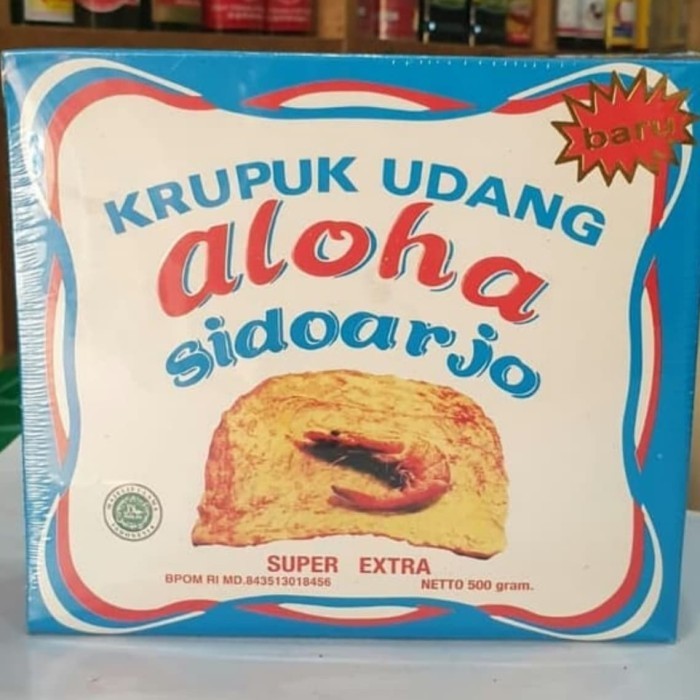 baru
KRUPUK UDANG
aloha
sidoarjo
SUPER EXTRA
BPOM RI MD.843513018456
NETTO 500 gram.